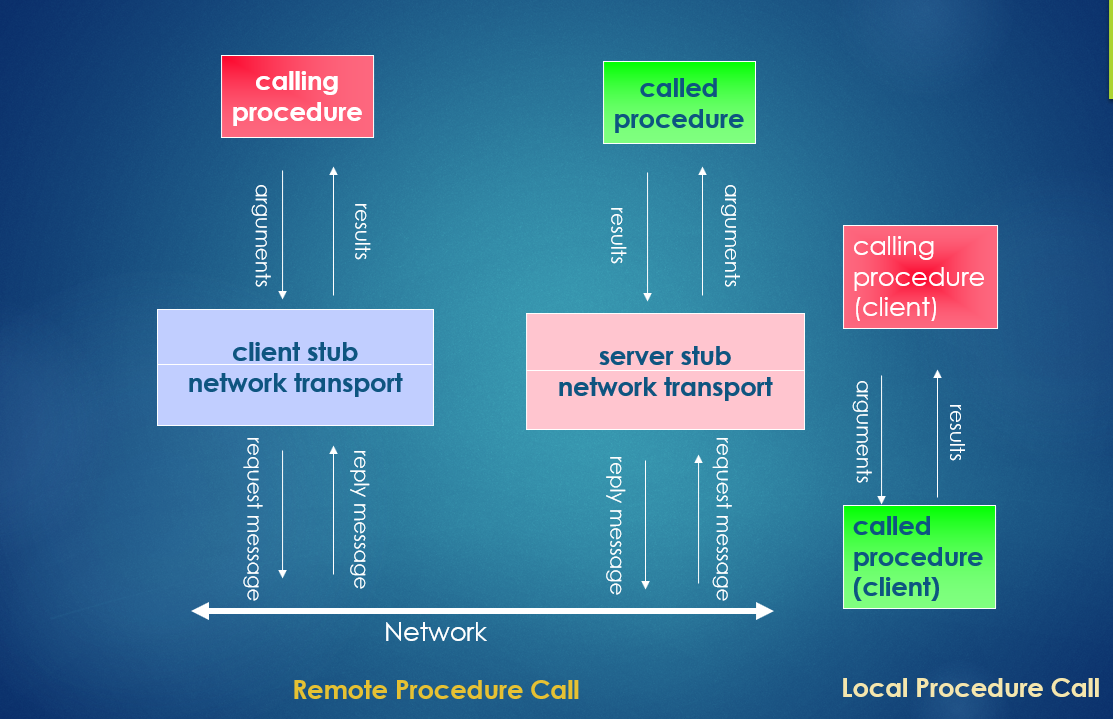 calling
procedure
called
procedure
arguments
results
results
arguments
calling
procedure
(client)
client stub
network transport
server stub
network transport
arguments
results
request message
reply message
reply message
request message
called
procedure
(client)
Network
Remote Procedure Call
Local Procedure Call